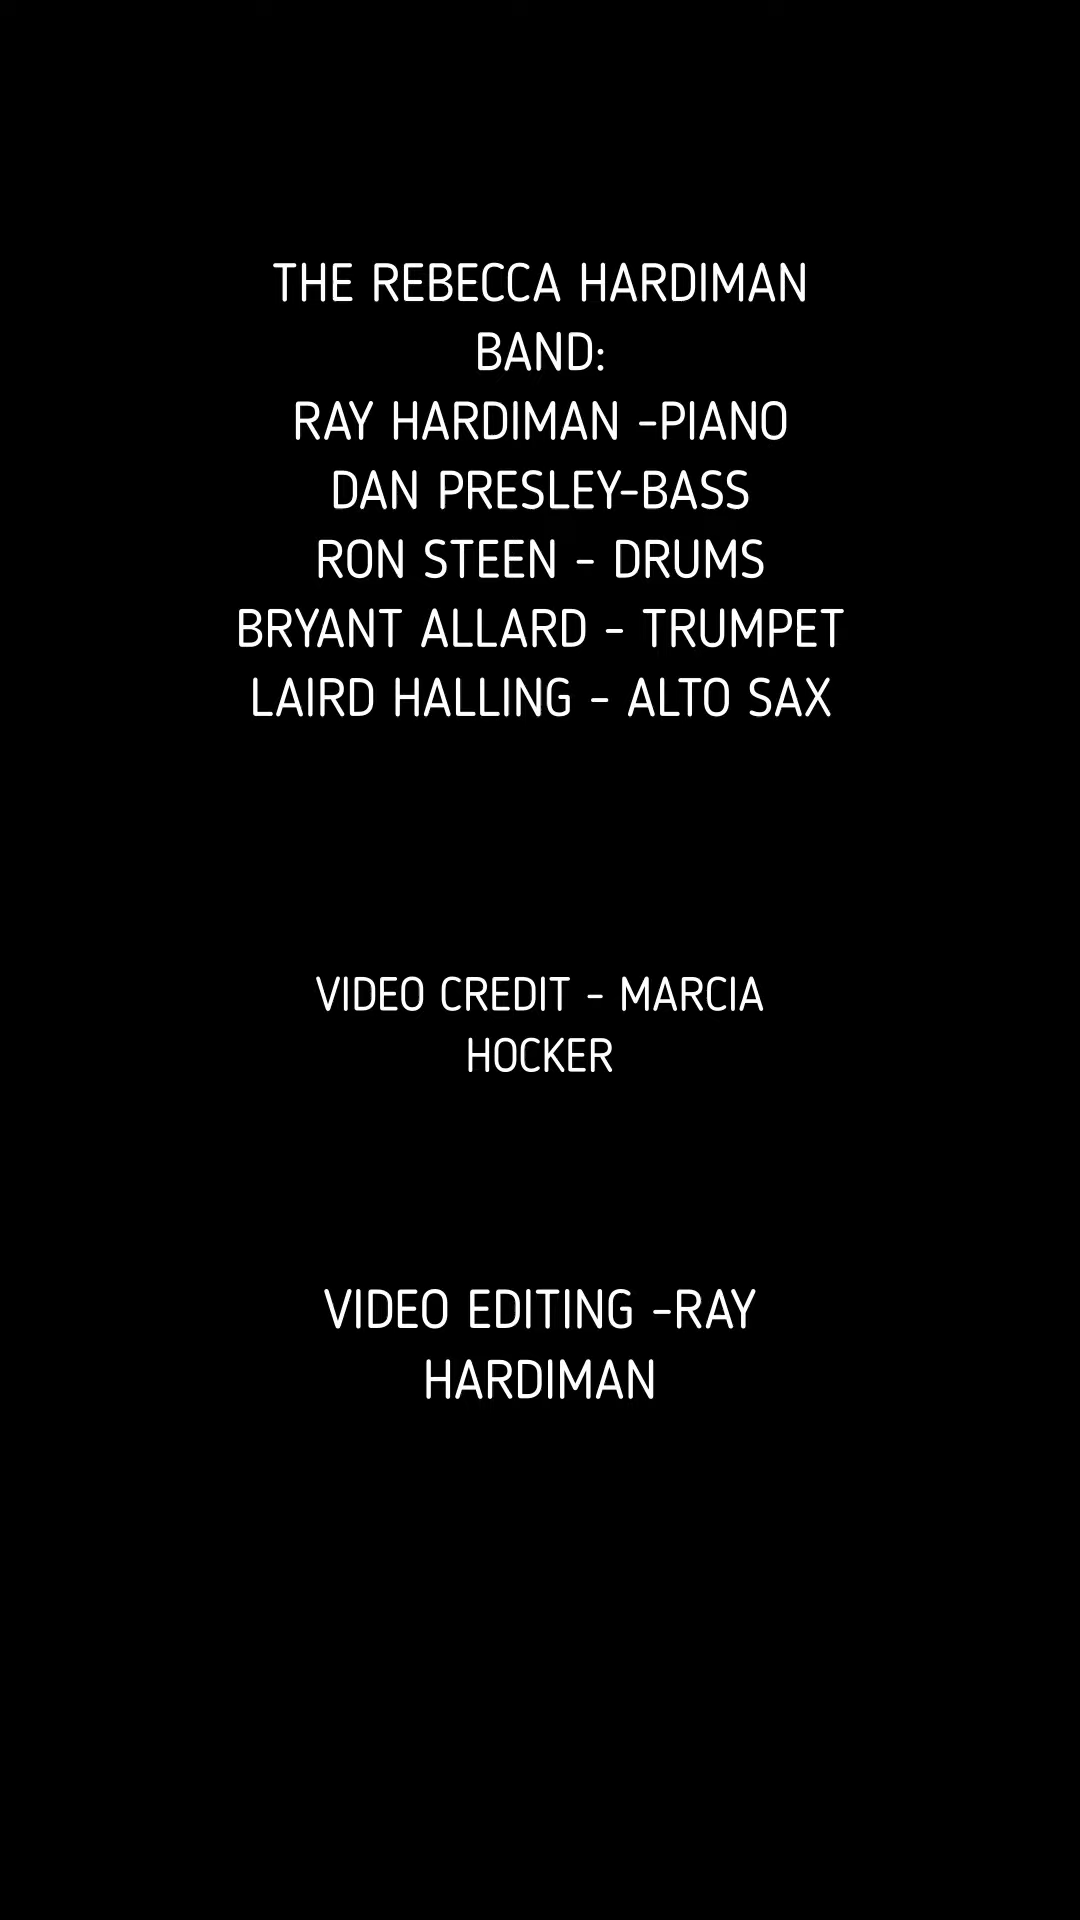 THE REBECCA HARDIMAN
BAND:
RAY HARDIMAN -PIANO
DAN PRESLEY-BASS
RON STEEN - DRUMS
BRYANT ALLARD - TRUMPET
LAIRD HALLING - ALTO SAX
VIDEO CREDIT - MARCIA
HOCKER
VIDEO EDITING -RAY
HARDIMAN